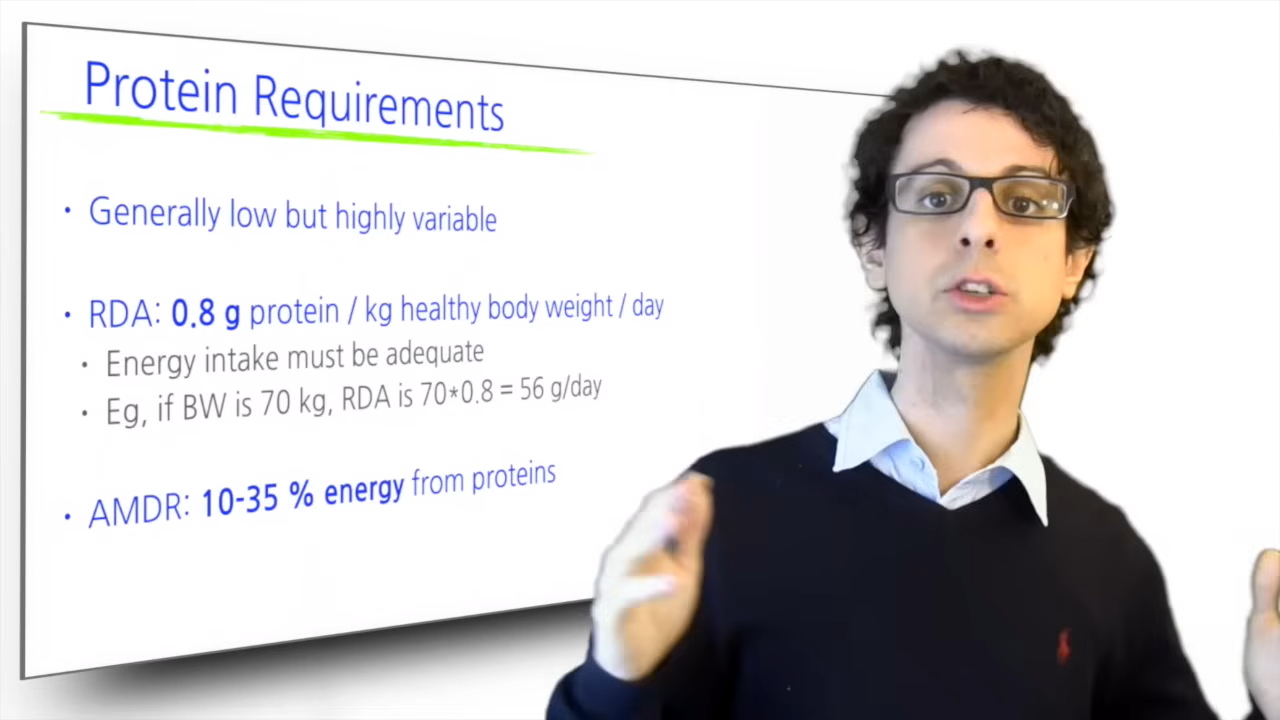 Protein Requirements
• Generally low but highly variable
• RDA: 0.8 g protein / kg healthy body weight / day
• Energy intake must be adequate
• Eg, if BW is 70 kg, RDA is 70*0.8 = 56 g/day
• AMDR: 10-35 % energy from proteins